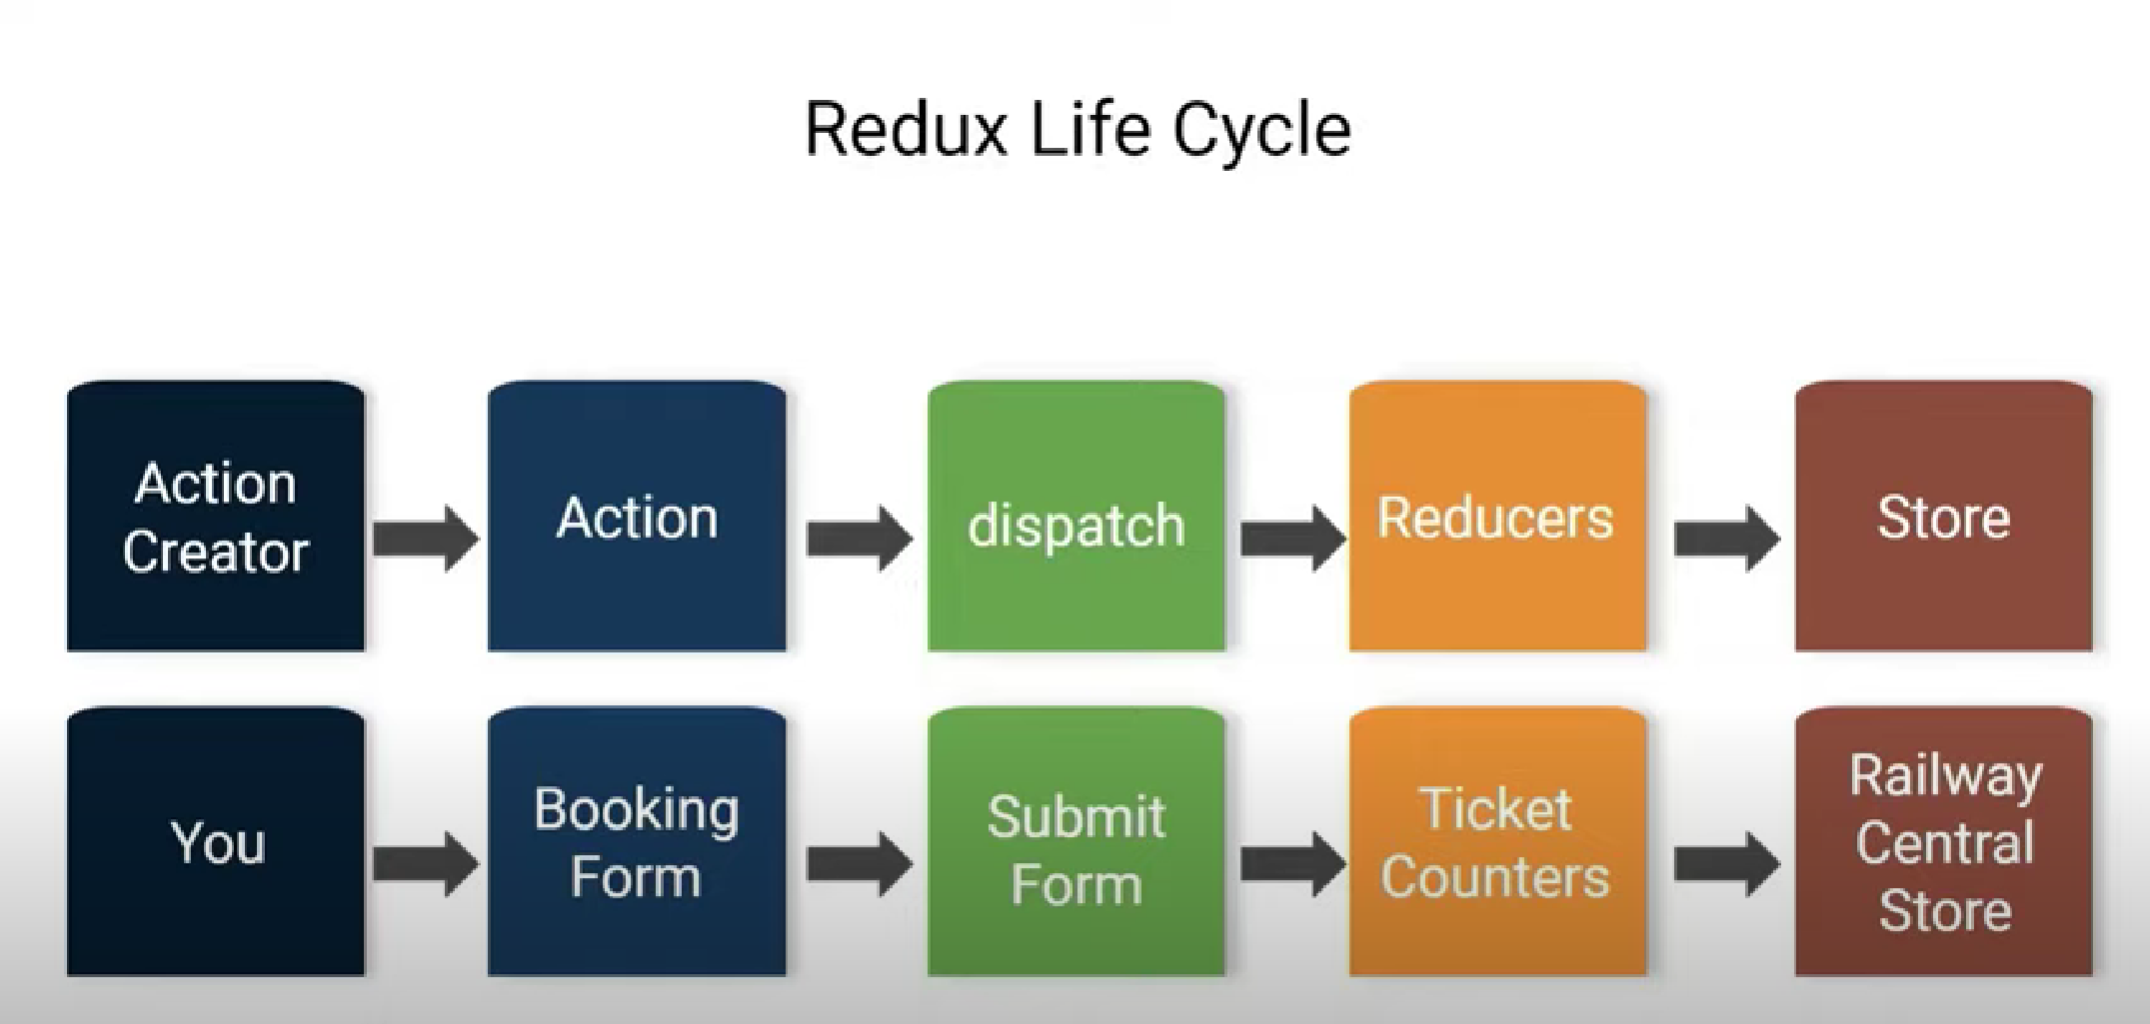 Redux Life Cycle
Action
Creator
Action
dispatch
Reducers
Store
You
Booking
Form
Submit
Form
Ticket
Counters
Railway
Central
Store